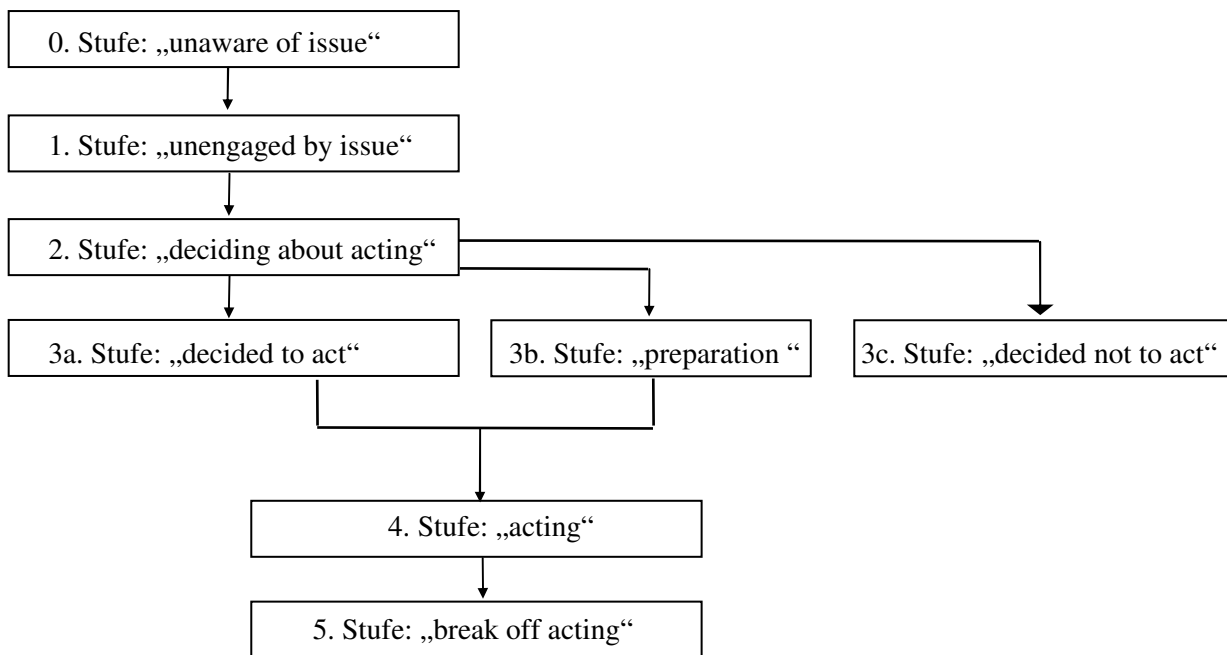 0. Stufe: „unaware of issue“
1. Stufe: „unengaged by issue“
2. Stufe: „deciding about acting“
3a. Stufe: „decided to act“
3b. Stufe: „preparation “
3c. Stufe: „decided not to act“
4. Stufe: „acting“
5. Stufe: „break off acting“